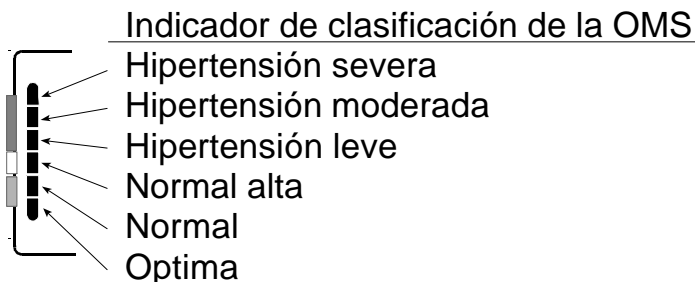 Indicador de clasificación de la OMS
Hipertensión severa
Hipertensión moderada
Hipertensión leve
Normal alta
Normal
Optima